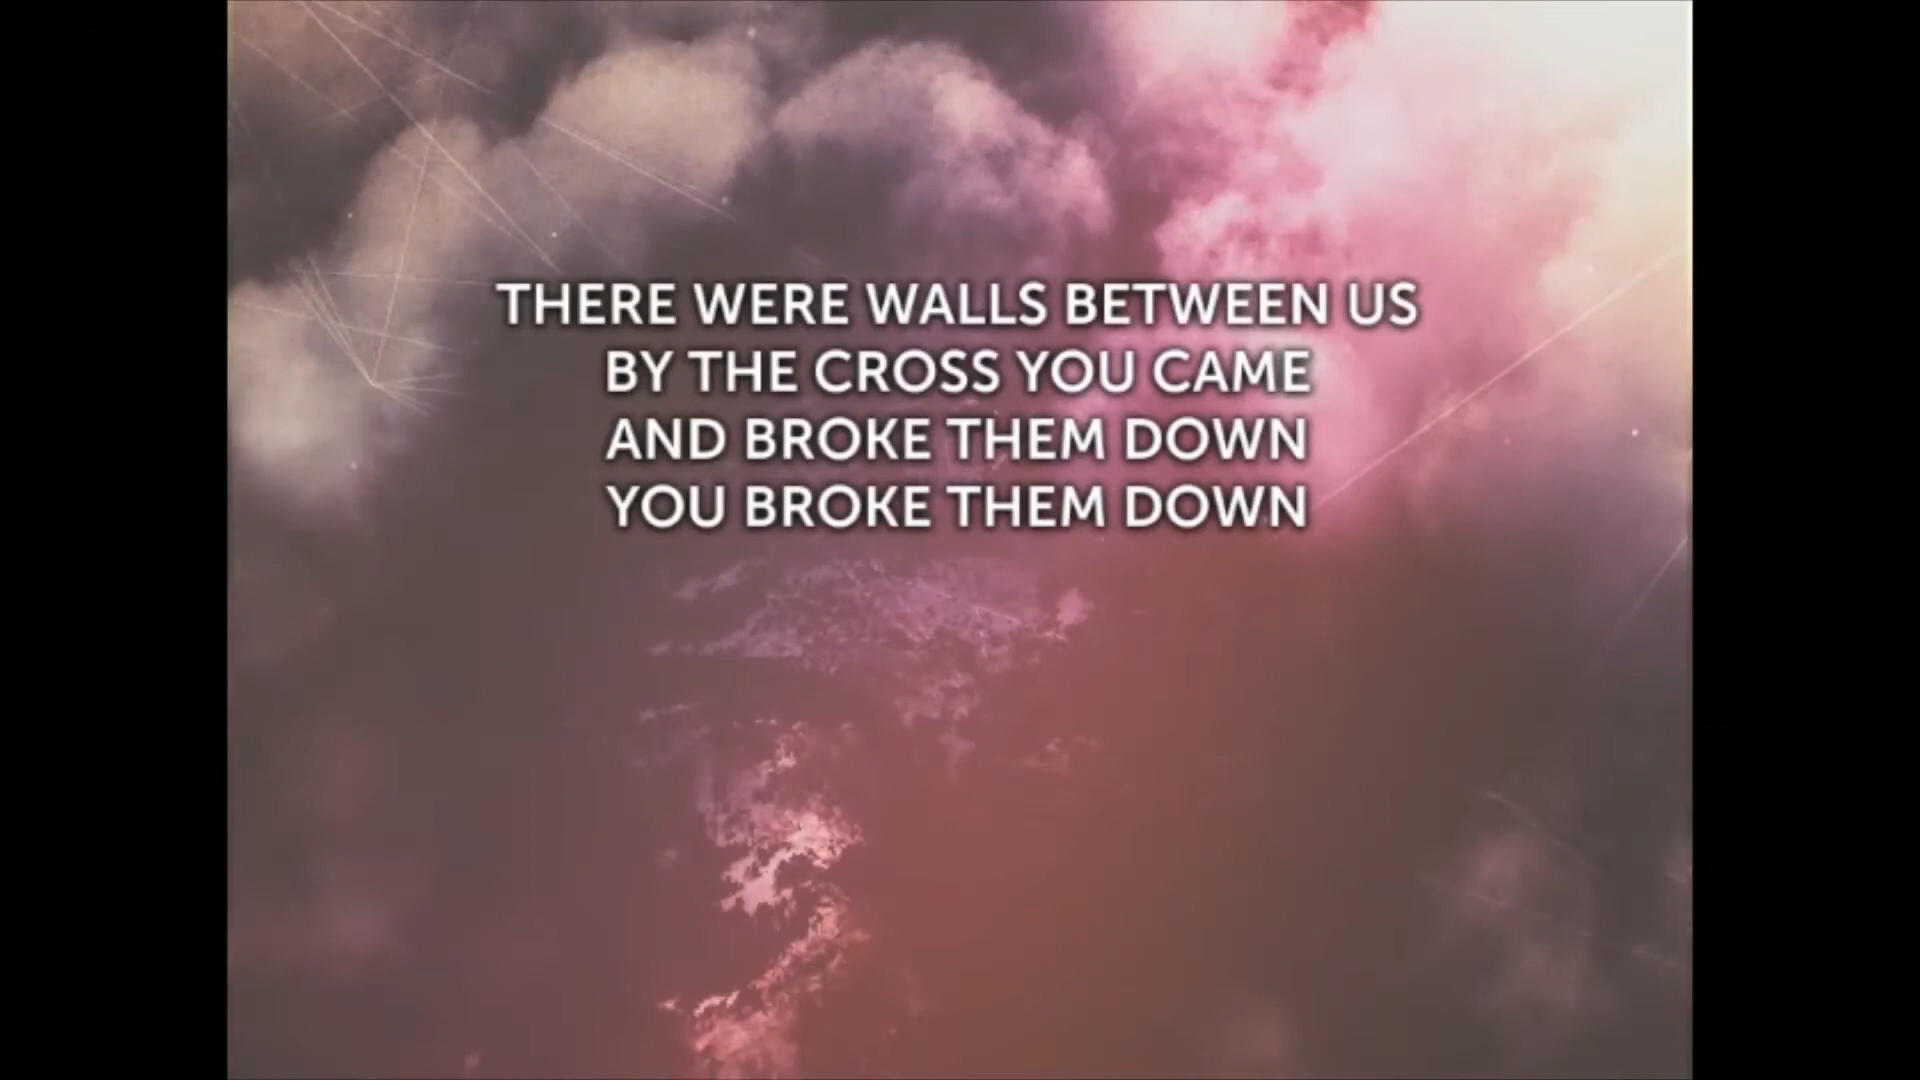 THERE WERE WALLS BETWEEN US
BY THE CROSS YOU CAME
AND BROKE THEM DOWN
YOU BROKE THEM DOWN